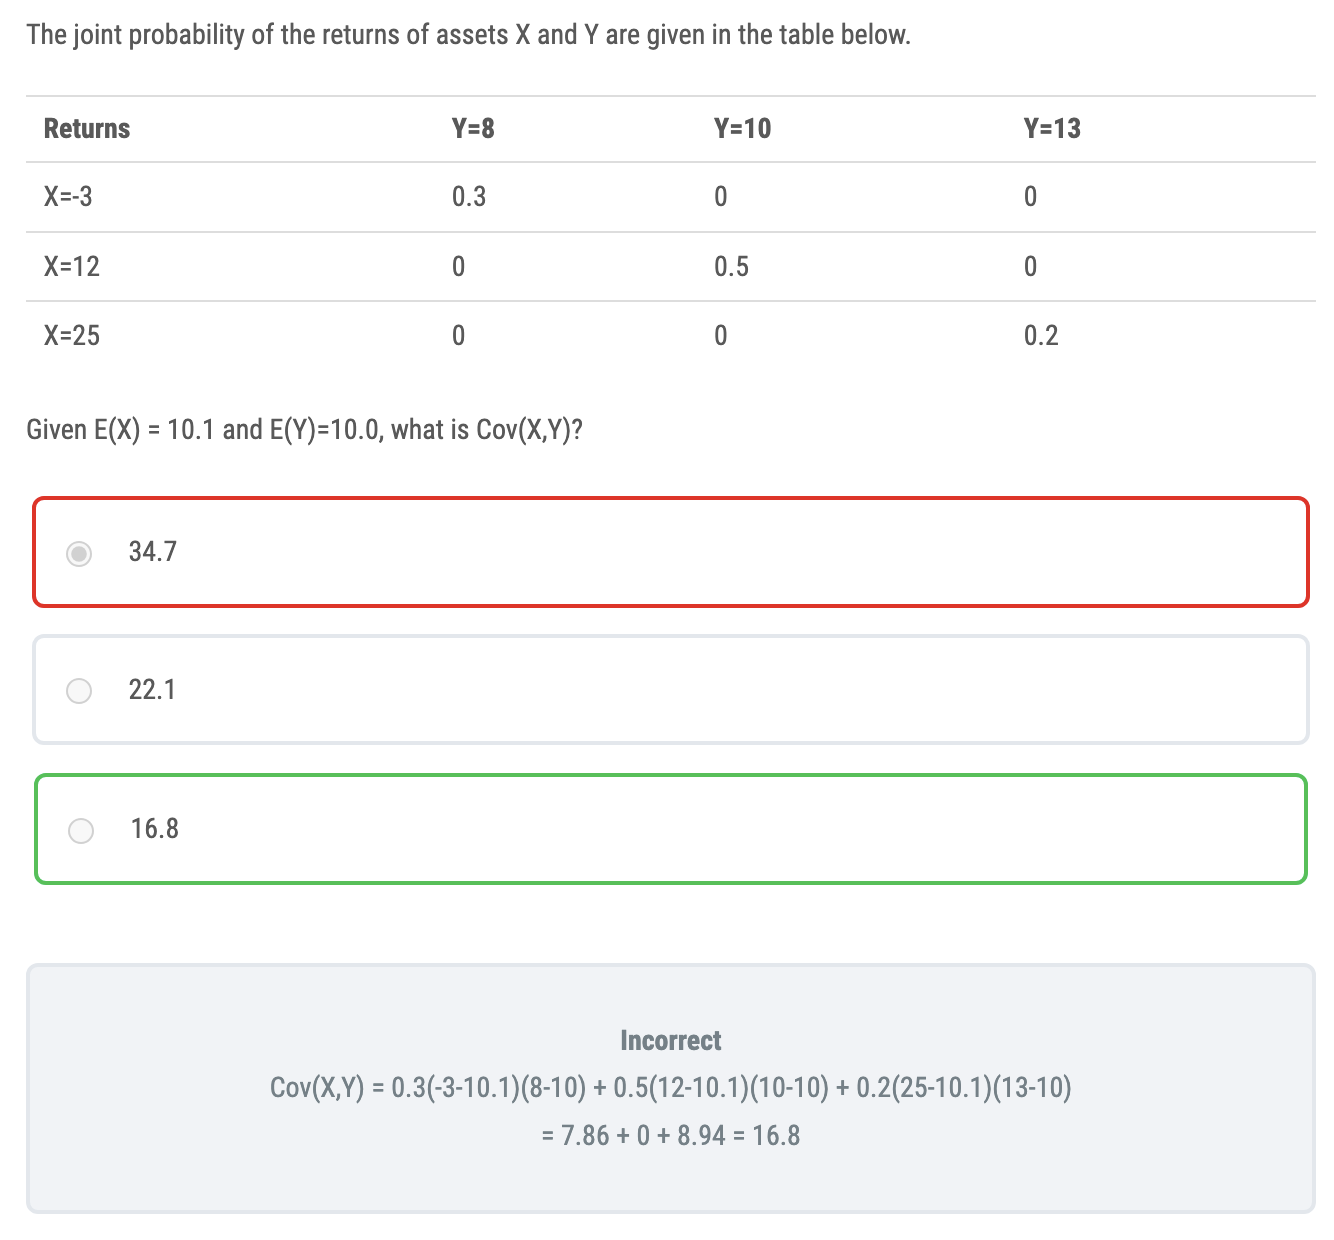 The joint probability of the returns of assets X and Y are given in the table below.
Returns Y=8 Y=10 Y=13
X=-3 0.3 0 0
X=12 0 0.5 0
X=25 0 0 0.2
Given E(X) = 10.1 and E(Y)=10.0, what is Cov(X,Y)?
34.7
22.1
16.8
Incorrect
Cov(X,Y) = 0.3(-3-10.1)(8-10) + 0.5(12-10.1)(10-10) + 0.2(25-10.1)(13-10)
= 7.86 + 0 + 8.94 = 16.8